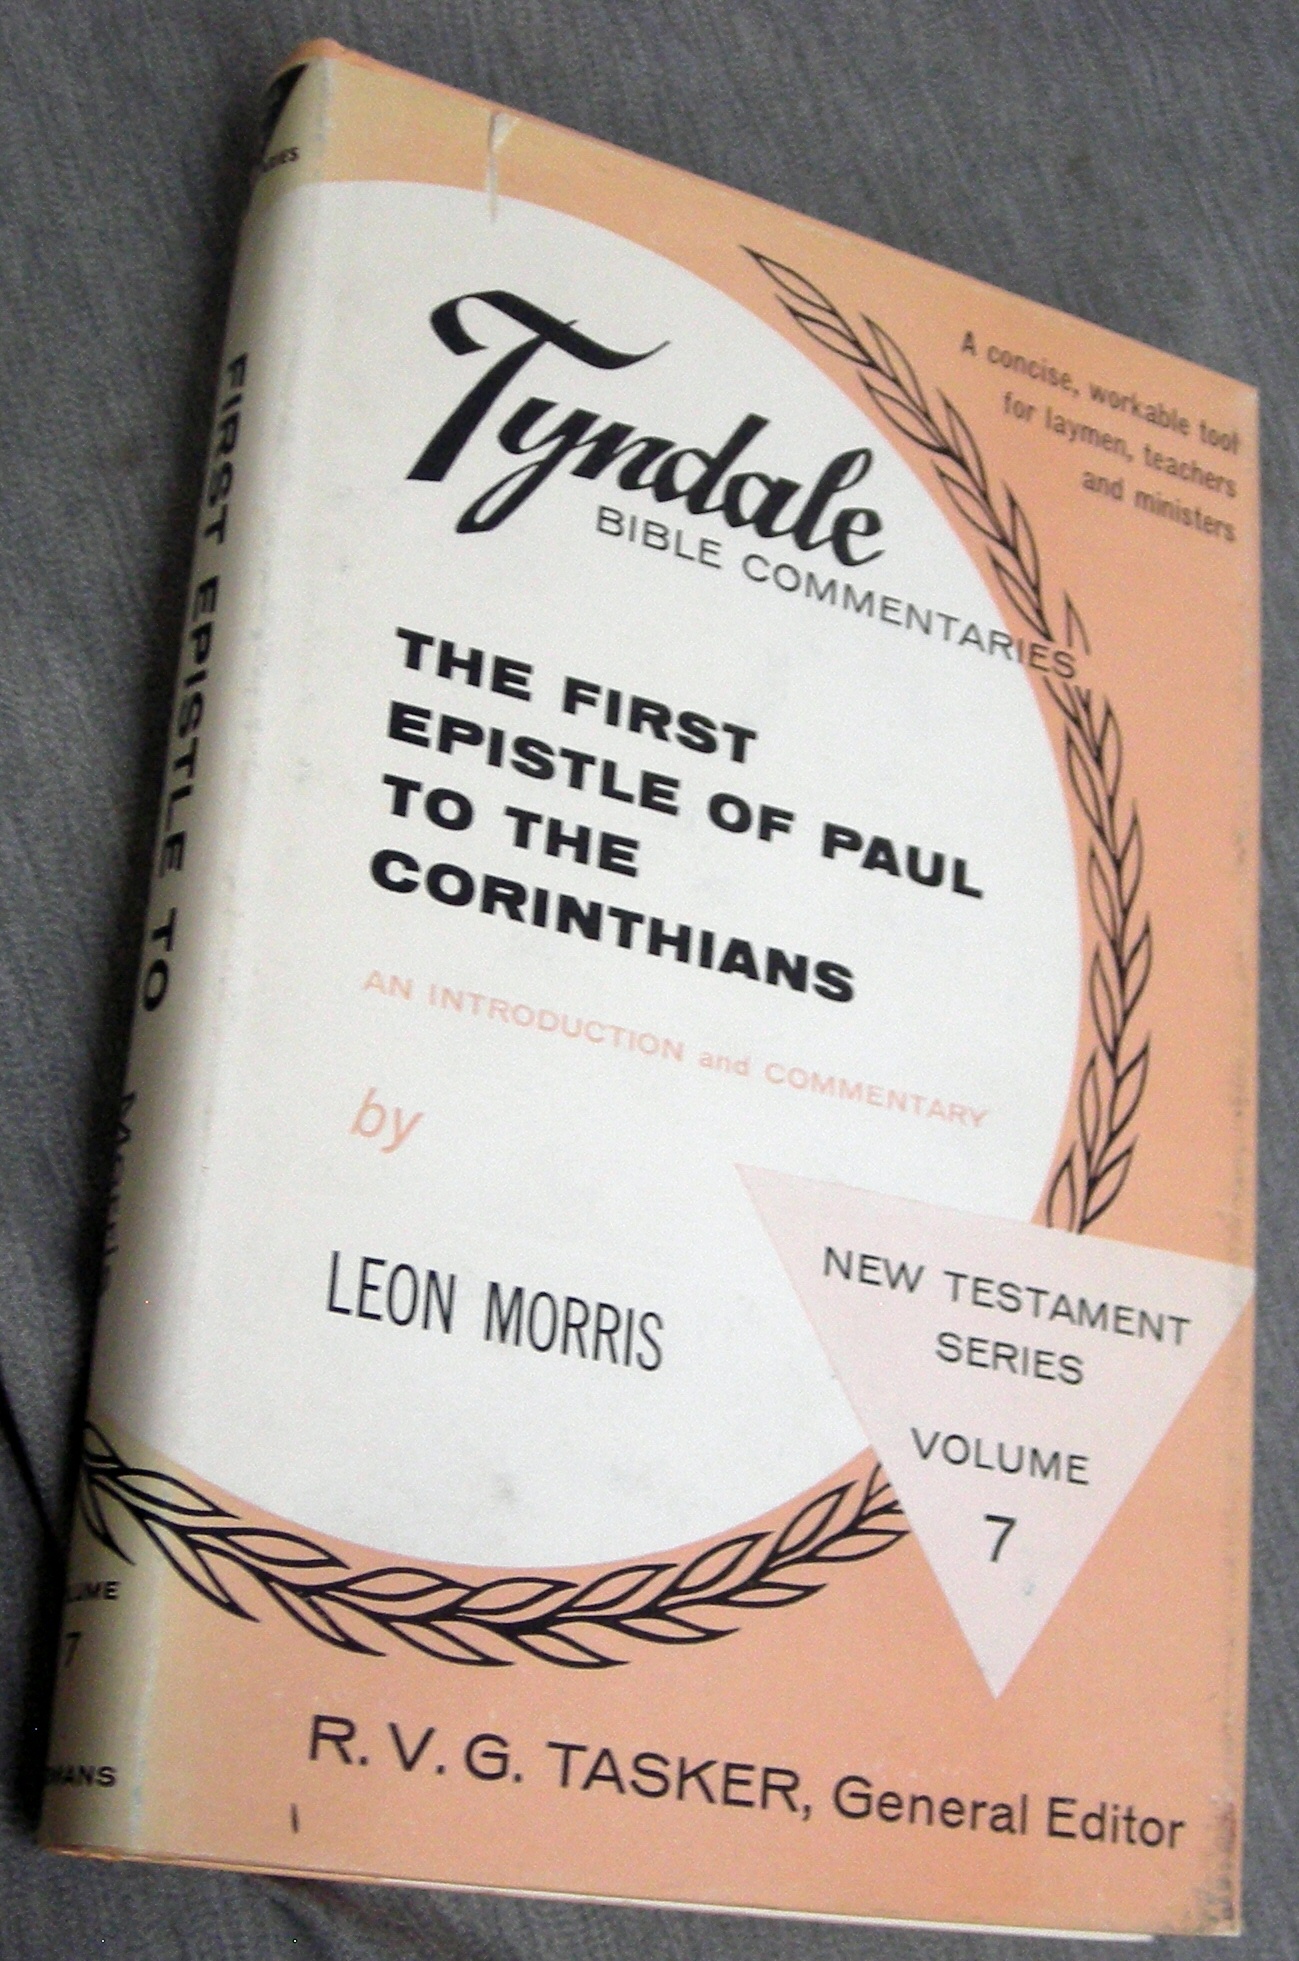 Tyndale
BIBLE COMMENTARIES
A concise, workable tool
for laymen, teachers
and ministers
THE FIRST
EPISTLE OF PAUL
TO THE
CORINTHIANS
AN INTRODUCTION and COMMENTARY
by
LEON MORRIS
NEW TESTAMENT
SERIES
VOLUME
7
R. V. G. TASKER, General Editor
FIRST EPISTLE TO
7